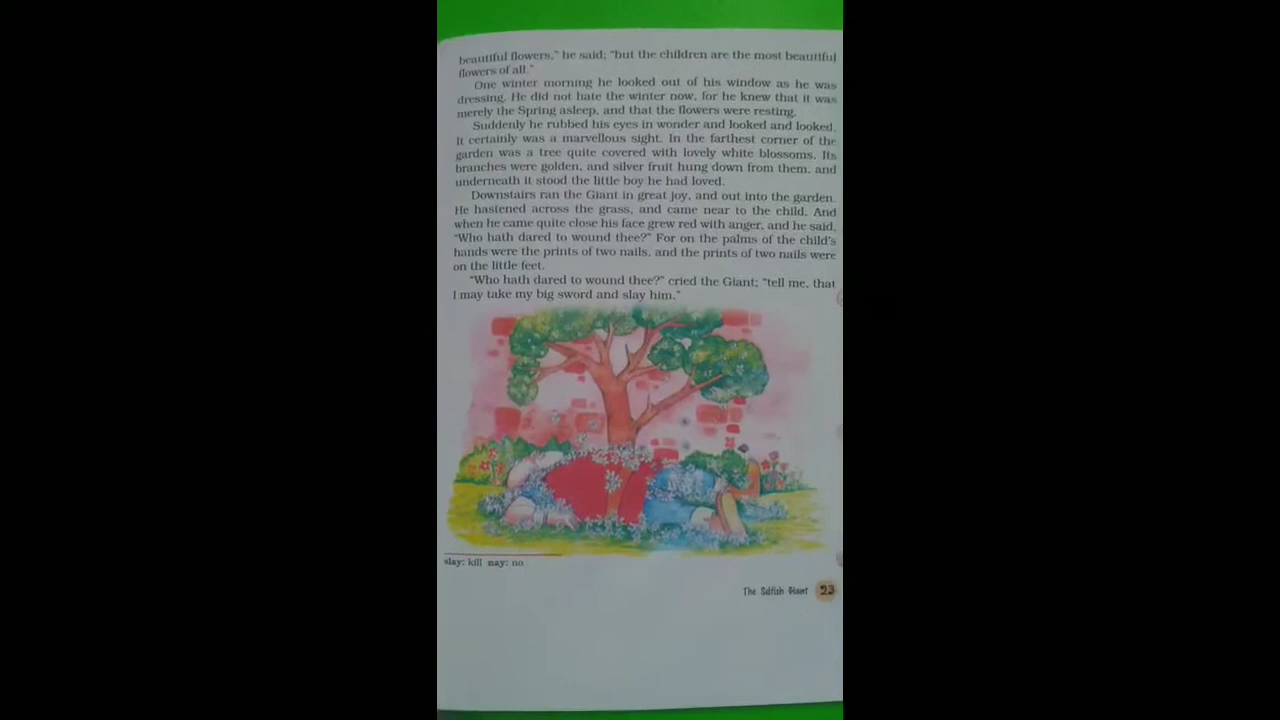 beautiful flowers," he said; "but the children are the most beautiful
flowers of all."
One winter morning he looked out of his window as he was
dressing. He did not hate the winter now, for he knew that it was
merely the Spring asleep, and that the flowers were resting.
Suddenly he rubbed his eyes in wonder and looked and looked.
It certainly was a marvellous sight. In the farthest corner of the
garden was a tree quite covered with lovely white blossoms. Its
branches were golden, and silver fruit hung down from them, and
underneath it stood the little boy he had loved.
Downstairs ran the Giant in great joy, and out into the garden.
He hastened across the grass, and came near to the child. And
when he came quite close his face grew red with anger, and he said,
"Who hath dared to wound thee?" For on the palms of the child's
hands were the prints of two nails, and the prints of two nails were
on the little feet.
"Who hath dared to wound thee?" cried the Giant; "tell me, that
I may take my big sword and slay him."
slay: kill nay: no
The Selfish Giant 23